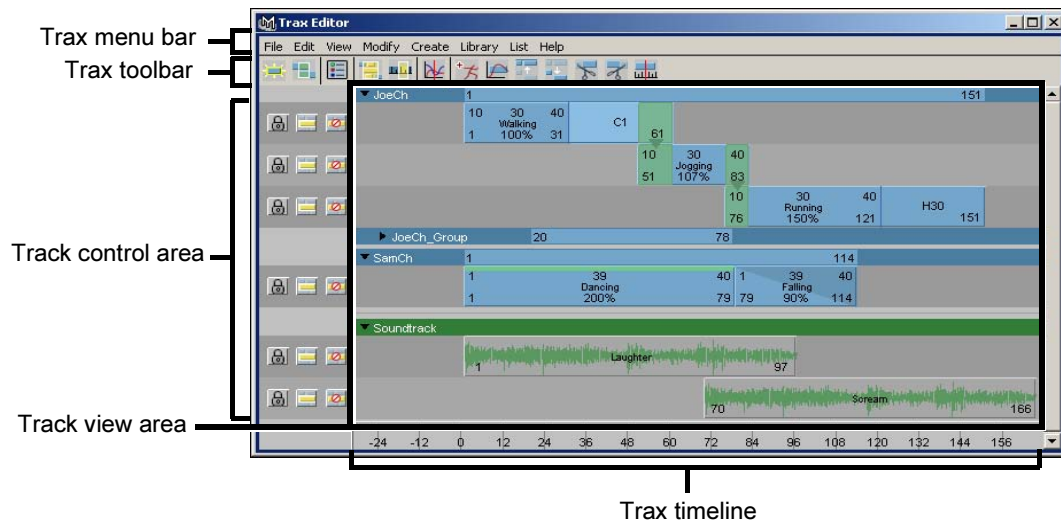 Trax Editor
Trax menu bar
File Edit View Modify Create Library List Help
Trax toolbar
JoeCh 1 151
10 30 40 C1
Walking
1 100% 31 61
10 30 40
Jogging
51 107% 83
10 30 40 H30
Running
76 150% 121 151
Track control area
JoeCh_Group 20 78
SamCh 1 114
1 39 40 1 39 40
Dancing Falling
1 200% 79 79 90% 114
Soundtrack
Laughter
1 97
Scream
70 166
Track view area
-24 -12 0 12 24 36 48 60 72 84 96 108 120 132 144 156
Trax timeline